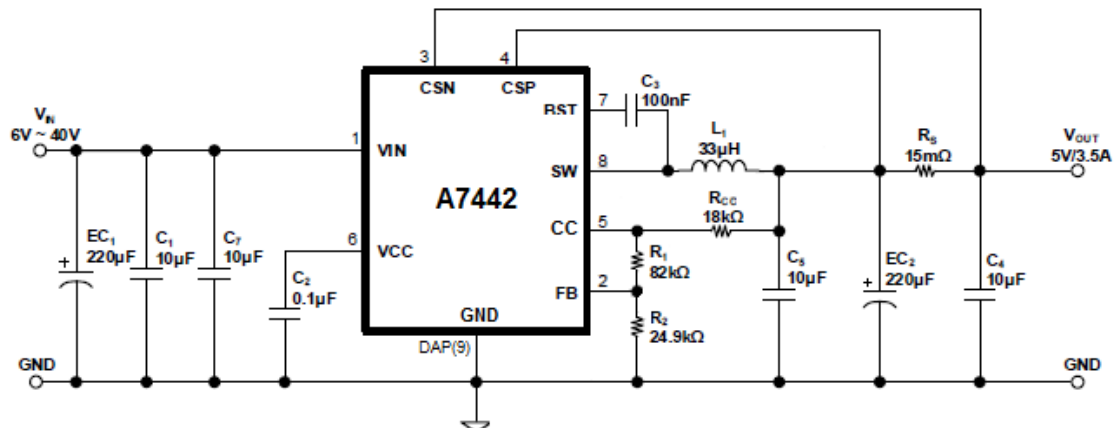 3
4
CSN
CSP
C3
100nF
7
BST
VIN
6V ~ 40V
1
VIN
L1
33µH
RS
15mΩ
VOUT
5V/3.5A
SW
8
A7442
RCC
18kΩ
CC
5
6
VCC
EC1
220µF
C1
10µF
C7
10µF
R1
82kΩ
C2
0.1µF
FB
2
C5
10µF
EC2
220µF
C4
10µF
GND
R2
24.9kΩ
DAP(9)
GND
GND
+
+